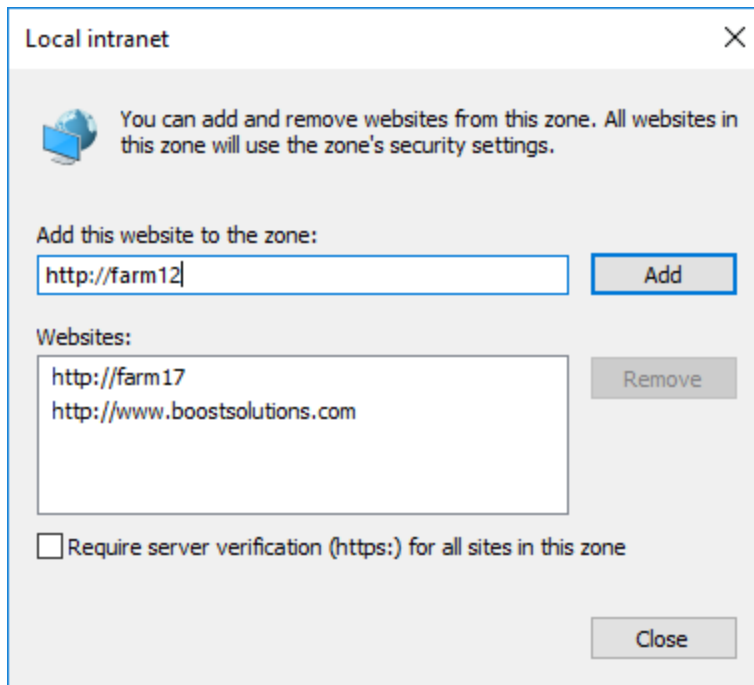 Local intranet
You can add and remove websites from this zone. All websites in
this zone will use the zone's security settings.
Add this website to the zone:
http://farm12
Add
Websites:
http://farm17
http://www.boostsolutions.com
Remove
Require server verification (https:) for all sites in this zone
Close